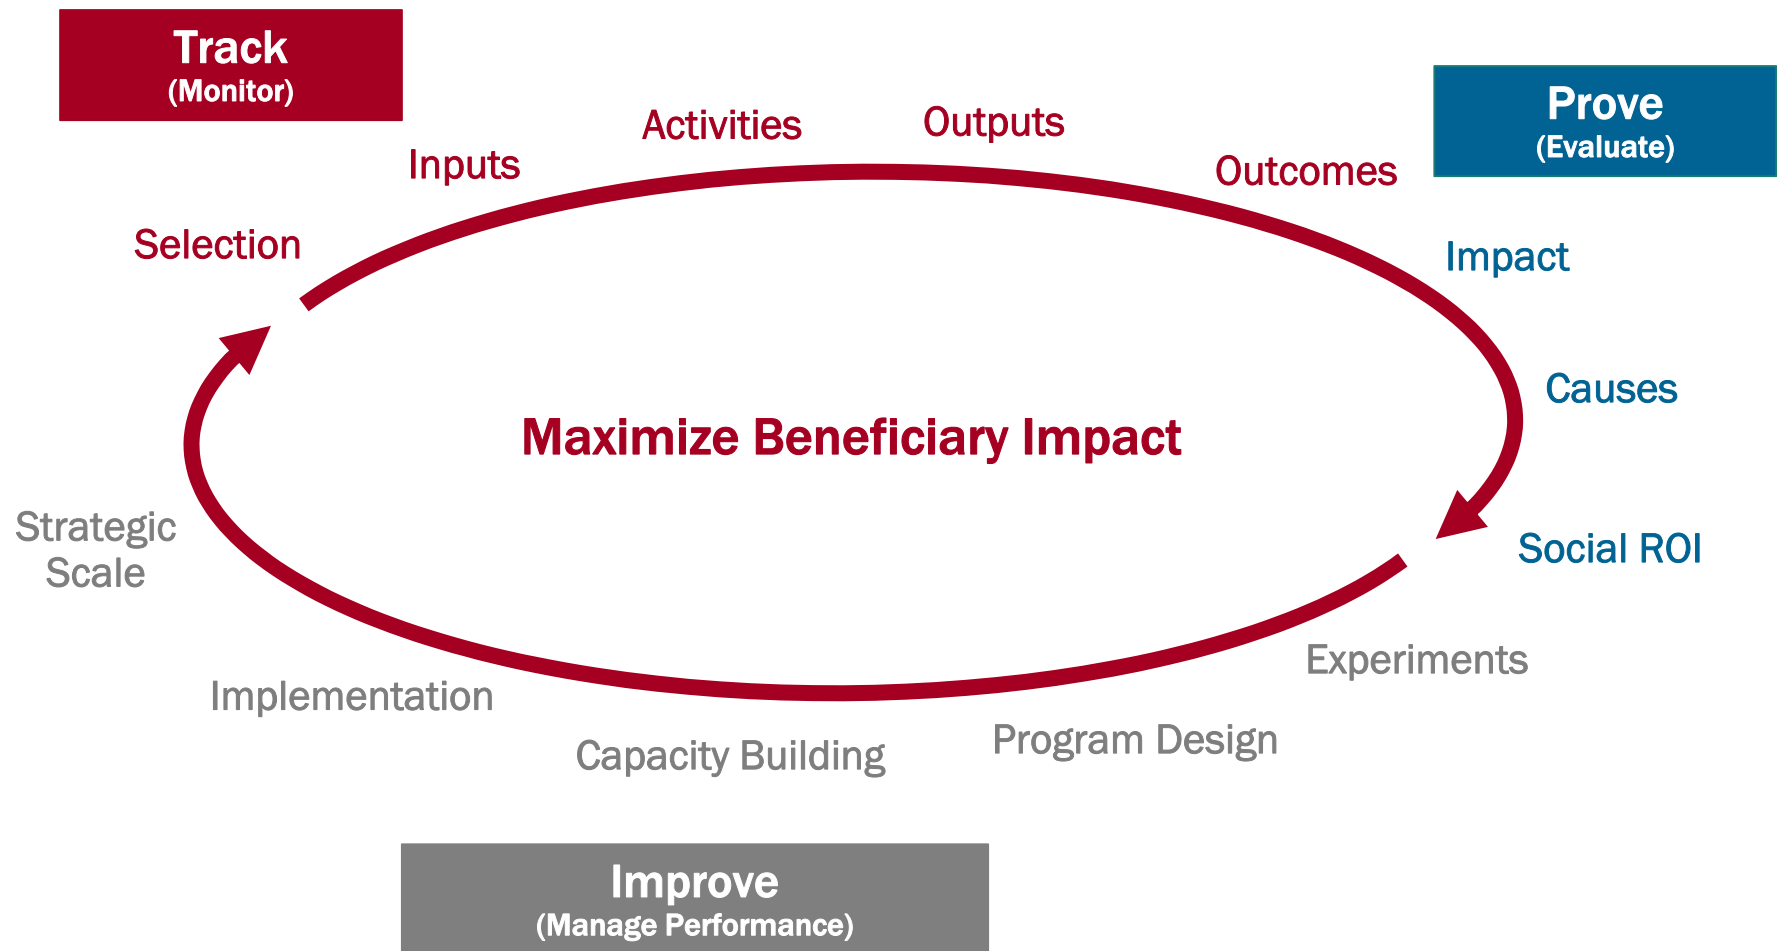 Track
(Monitor)
Prove
(Evaluate)
Selection
Inputs
Activities
Outputs
Outcomes
Impact
Causes
Social ROI
Maximize Beneficiary Impact
Experiments
Program Design
Capacity Building
Implementation
Strategic
Scale
Improve
(Manage Performance)